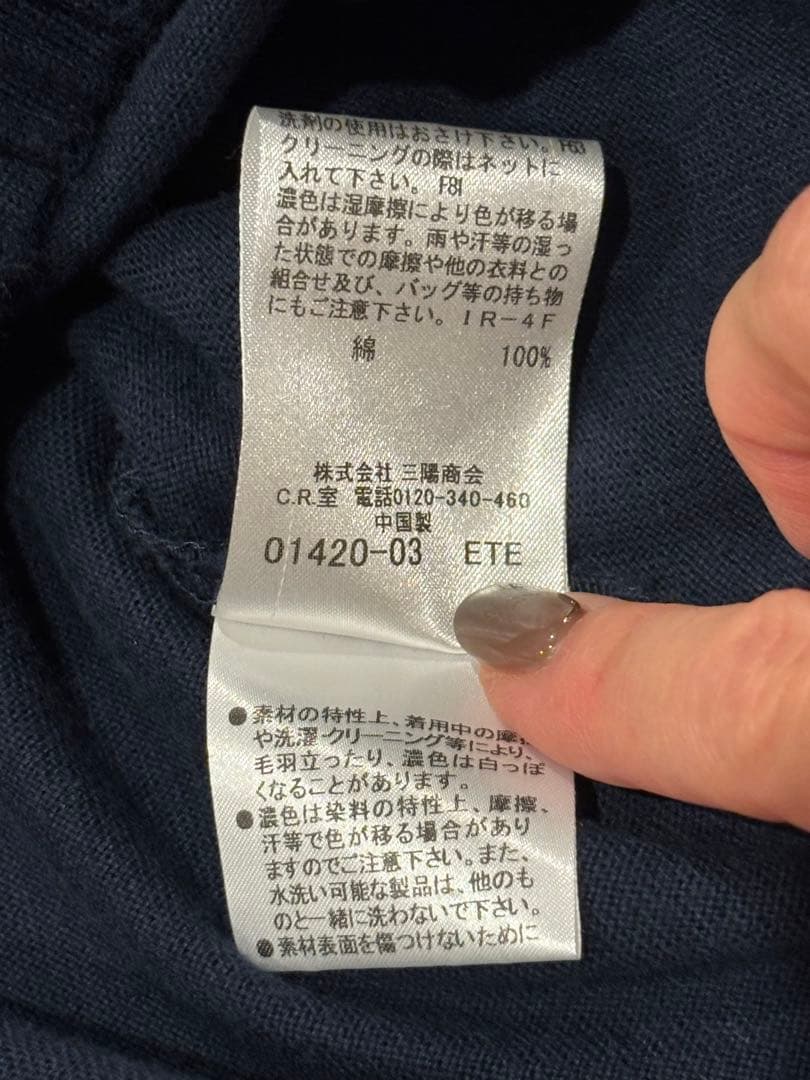 洗剤の使用はおさけ下さい。F63
クリーニングの際はネットに
入れて下さい。 F81
濃色は湿摩擦により色が移る場
合があります。雨や汗等の湿っ
た状態での摩擦や他の衣料との
組合せ及び、バッグ等の持ち物
にもご注意下さい。IR-4F
綿 100%
株式会社 三陽商会
C.R.室 電話0120-340-460
中国製
01420-03 ETE
●素材の特性上、着用中の摩
や洗濯・クリーニング等により、
毛羽立ったり、濃色は白っぽ
くなることがあります。
●濃色は染料の特性上、摩擦、
汗等で色が移る場合があり
ますのでご注意下さい。また、
水洗い可能な製品は、他のも
のと一緒に洗わないで下さい。
●素材表面を傷つけないために